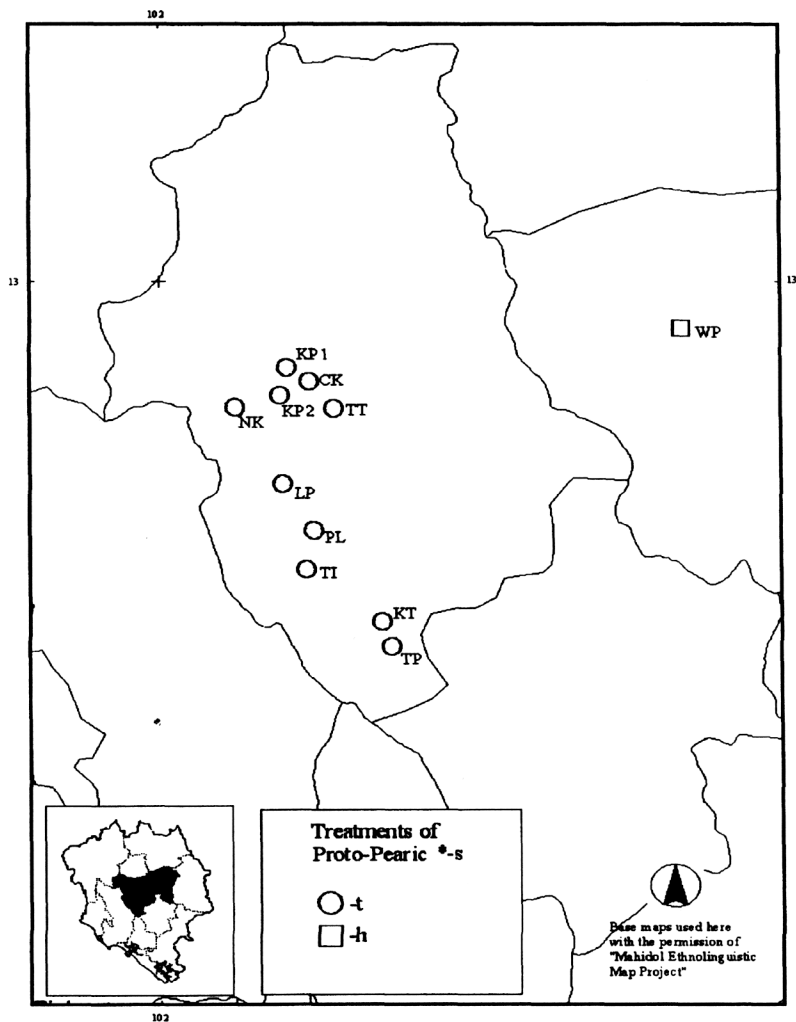 102
13
13
WP
KP1
CK
KP2
TT
NK
LP
PL
TI
KT
TP
Treatments of
Proto-Pearic *-s
-t
-h
Base maps used here
with the permission of
"Mahidol Ethnolinguistic
Map Project"
102